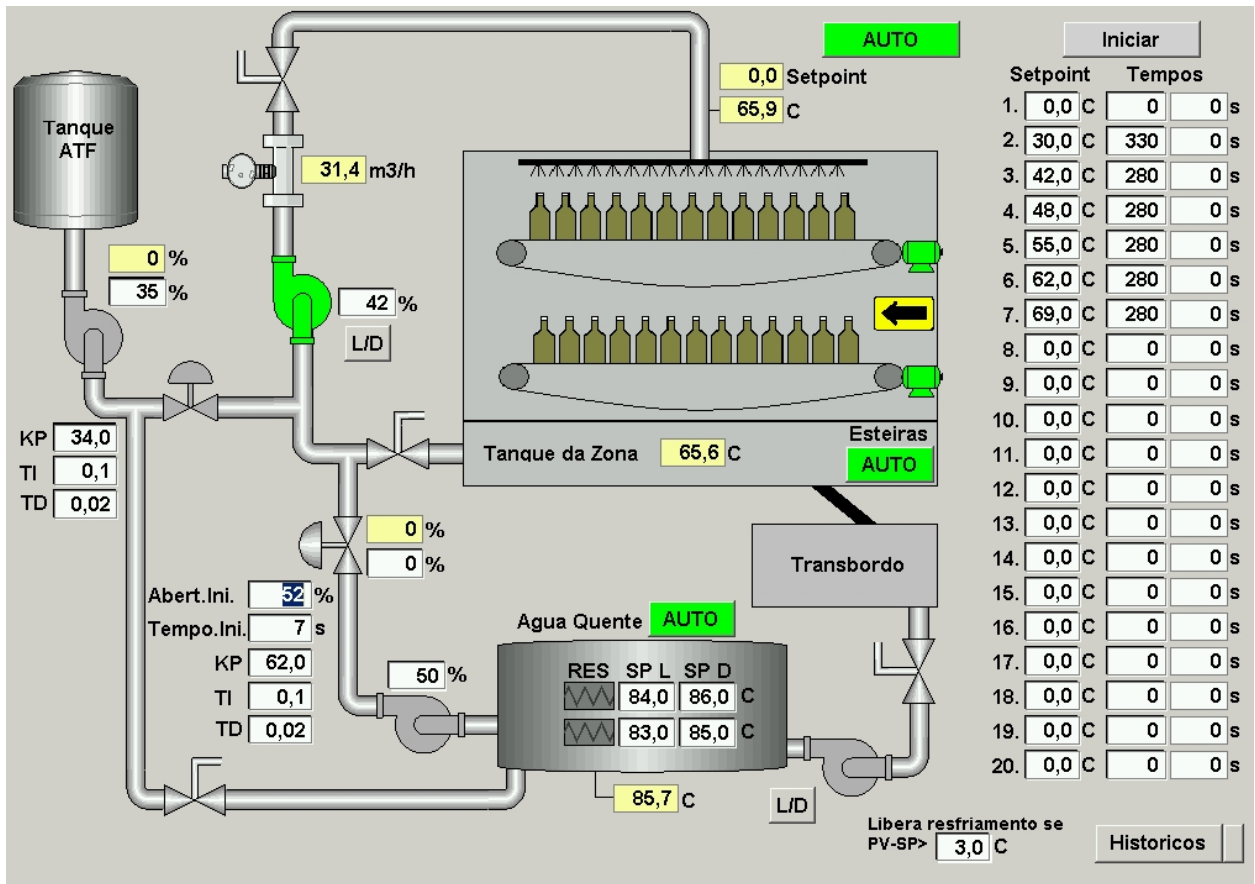 AUTO
Iniciar
0,0 Setpoint
65,9 C
Setpoint Tempos
1. 0,0 C 0 0 s
2. 30,0 C 330 0 s
3. 42,0 C 280 0 s
4. 48,0 C 280 0 s
5. 55,0 C 280 0 s
6. 62,0 C 280 0 s
7. 69,0 C 280 0 s
8. 0,0 C 0 0 s
9. 0,0 C 0 0 s
10. 0,0 C 0 0 s
11. 0,0 C 0 0 s
12. 0,0 C 0 0 s
13. 0,0 C 0 0 s
14. 0,0 C 0 0 s
15. 0,0 C 0 0 s
16. 0,0 C 0 0 s
17. 0,0 C 0 0 s
18. 0,0 C 0 0 s
19. 0,0 C 0 0 s
20. 0,0 C 0 0 s
Tanque
ATF
31,4 m3/h
0 %
35 %
42 %
L/D
KP 34,0
TI 0,1
TD 0,02
Tanque da Zona 65,6 C
Esteiras
AUTO
0 %
0 %
Transbordo
Abert.Ini. 52 %
Tempo.Ini. 7 s
KP 62,0
TI 0,1
TD 0,02
Agua Quente AUTO
50 %
RES SP L SP D
84,0 86,0 C
83,0 85,0 C
85,7 C
L/D
Libera resfriamento se
PV-SP> 3,0 C
Historicos